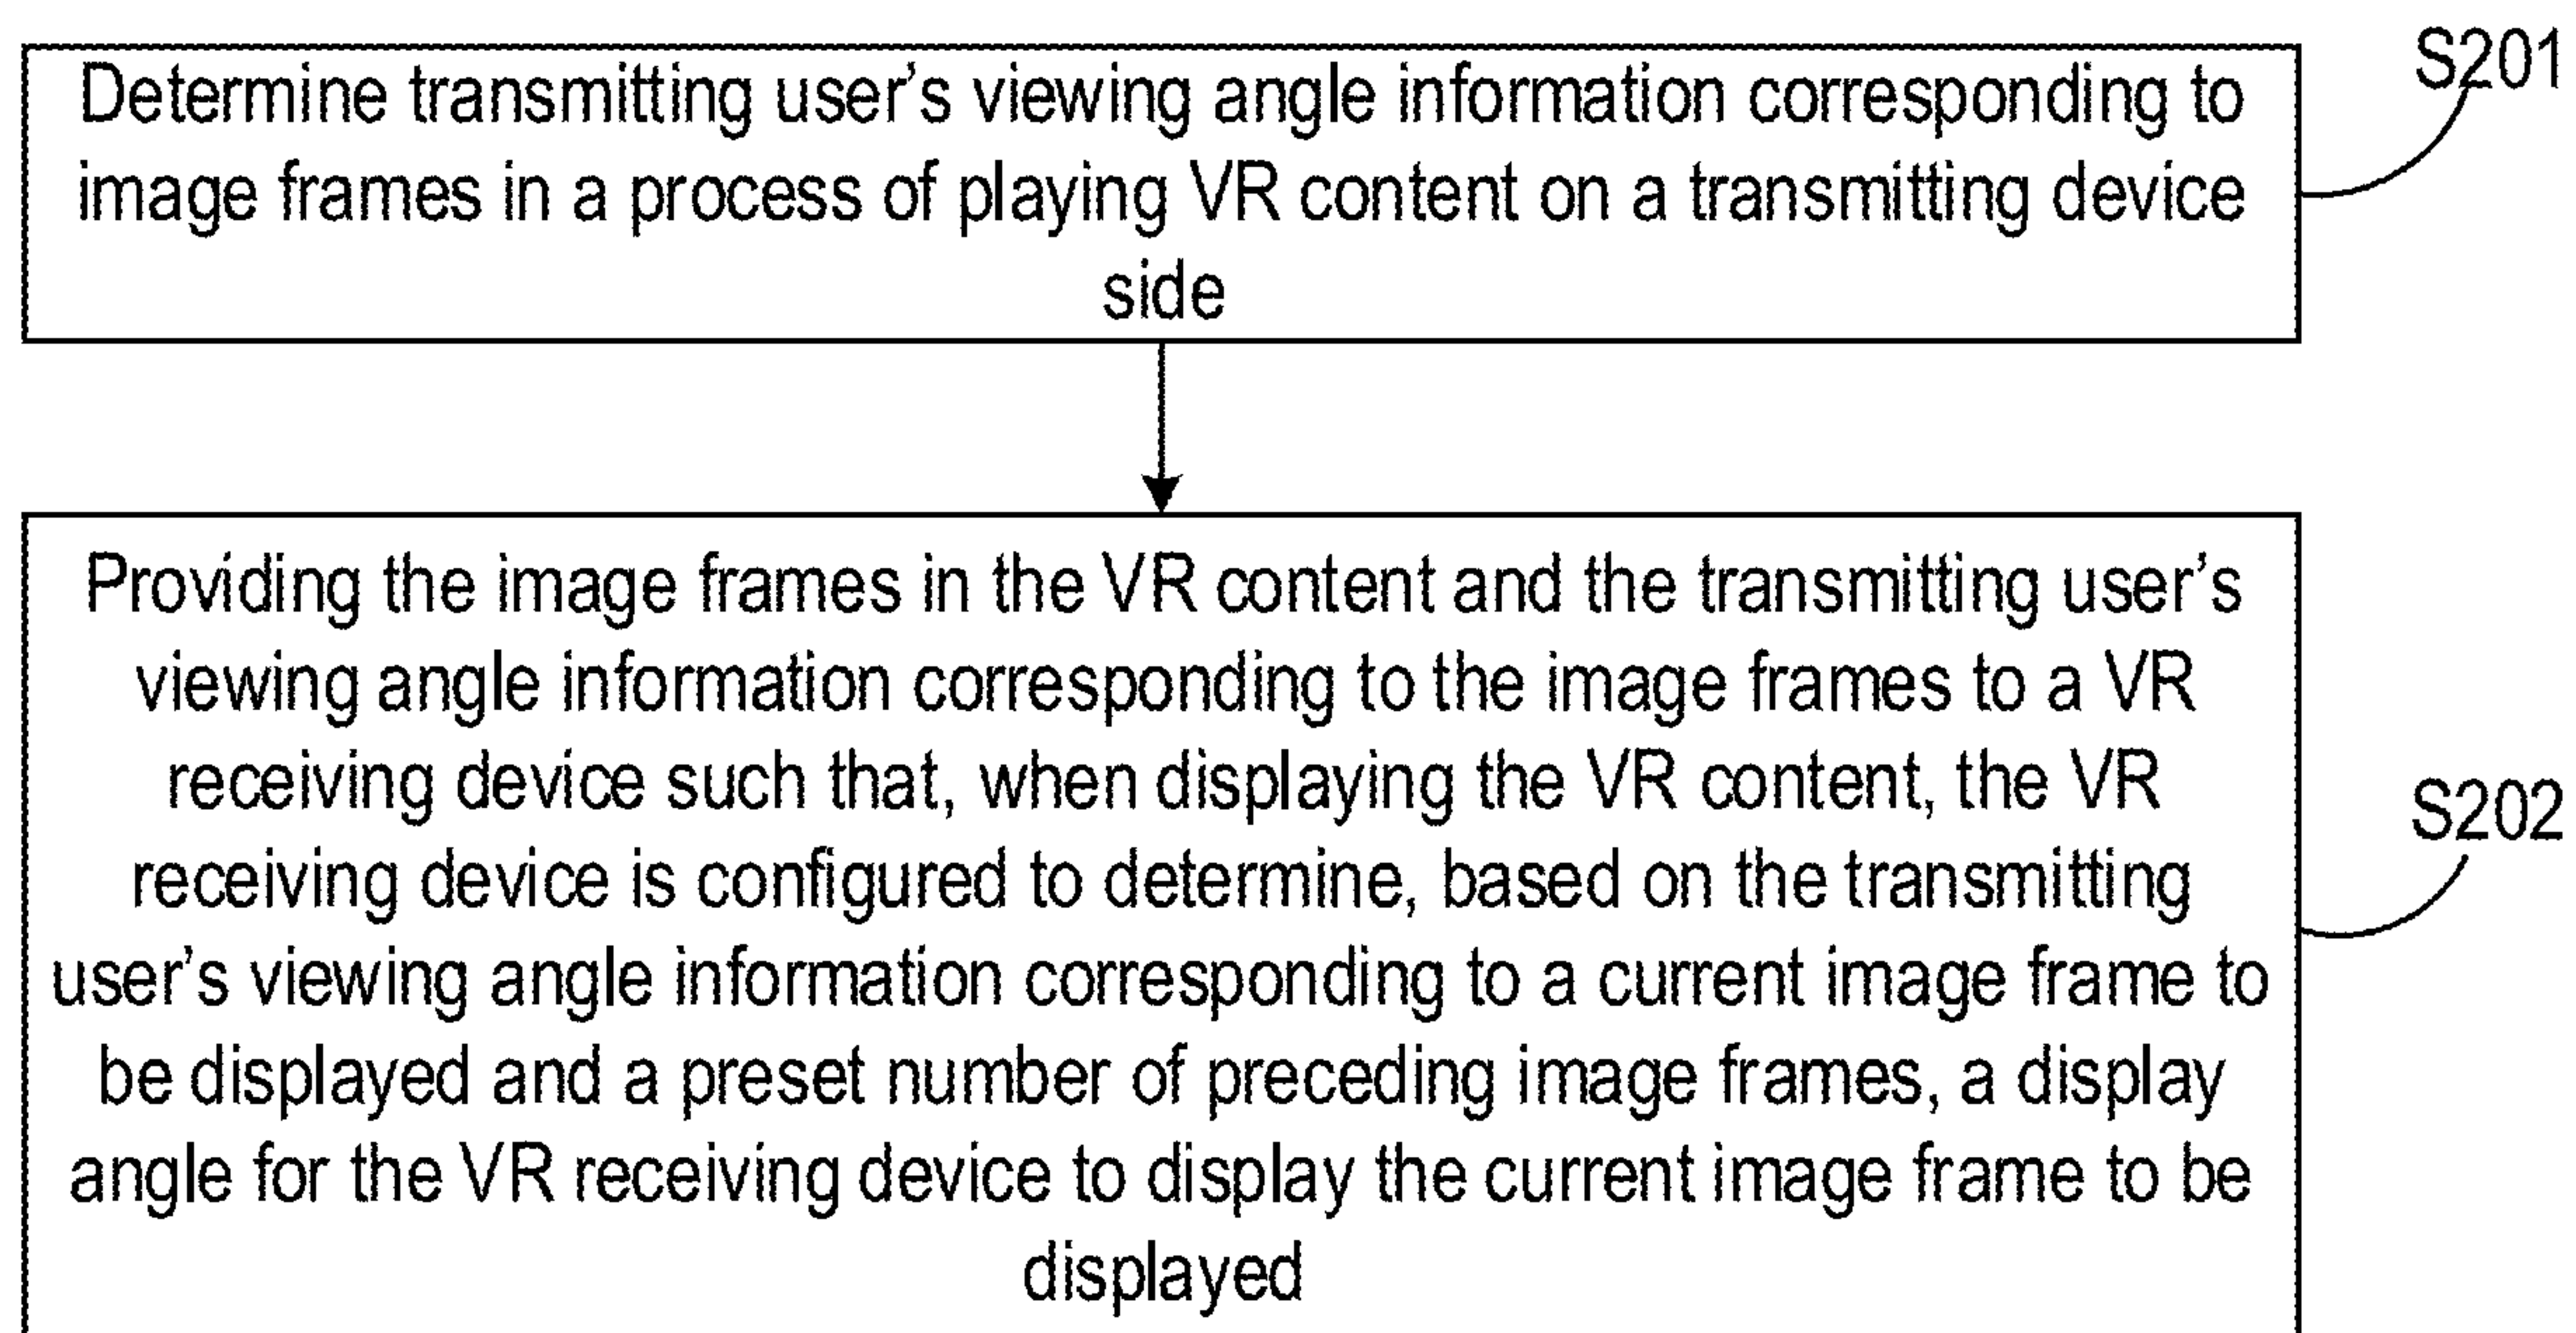 Determine transmitting user's viewing angle information corresponding to
image frames in a process of playing VR content on a transmitting device
side
S201
Providing the image frames in the VR content and the transmitting user's
viewing angle information corresponding to the image frames to a VR
receiving device such that, when displaying the VR content, the VR
receiving device is configured to determine, based on the transmitting
user's viewing angle information corresponding to a current image frame to
be displayed and a preset number of preceding image frames, a display
angle for the VR receiving device to display the current image frame to be
displayed
S202